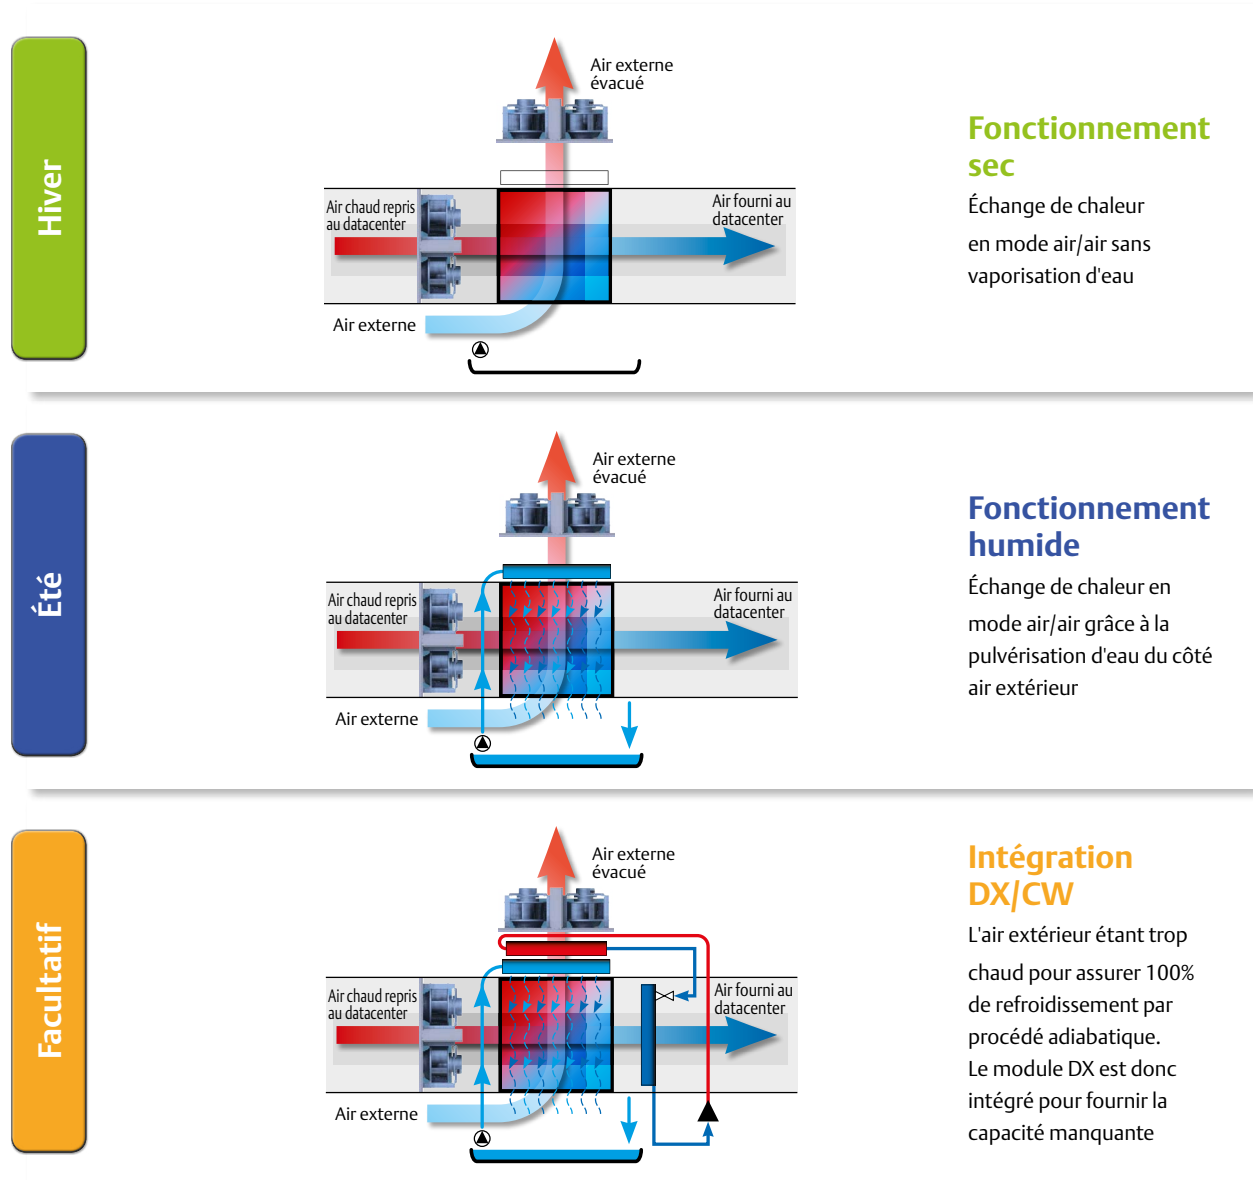 Hiver
Air externe
évacué
Air chaud repris
au datacenter
Air fourni au
datacenter
Air externe
Fonctionnement
sec
Échange de chaleur
en mode air/air sans
vaporisation d'eau
Été
Air externe
évacué
Air chaud repris
au datacenter
Air fourni au
datacenter
Air externe
Fonctionnement
humide
Échange de chaleur en
mode air/air grâce à la
pulvérisation d'eau du côté
air extérieur
Facultatif
Air externe
évacué
Air chaud repris
au datacenter
Air fourni au
datacenter
Air externe
Intégration
DX/CW
L'air extérieur étant trop
chaud pour assurer 100%
de refroidissement par
procédé adiabatique.
Le module DX est donc
intégré pour fournir la
capacité manquante